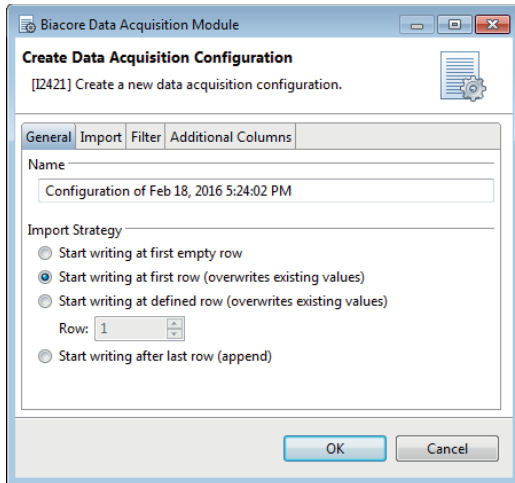 Biacore Data Acquisition Module
Create Data Acquisition Configuration
[I2421] Create a new data acquisition configuration.
General Import Filter Additional Columns
Name
Configuration of Feb 18, 2016 5:24:02 PM
Import Strategy
Start writing at first empty row
Start writing at first row (overwrites existing values)
Start writing at defined row (overwrites existing values)
Row: 1
Start writing after last row (append)
OK Cancel